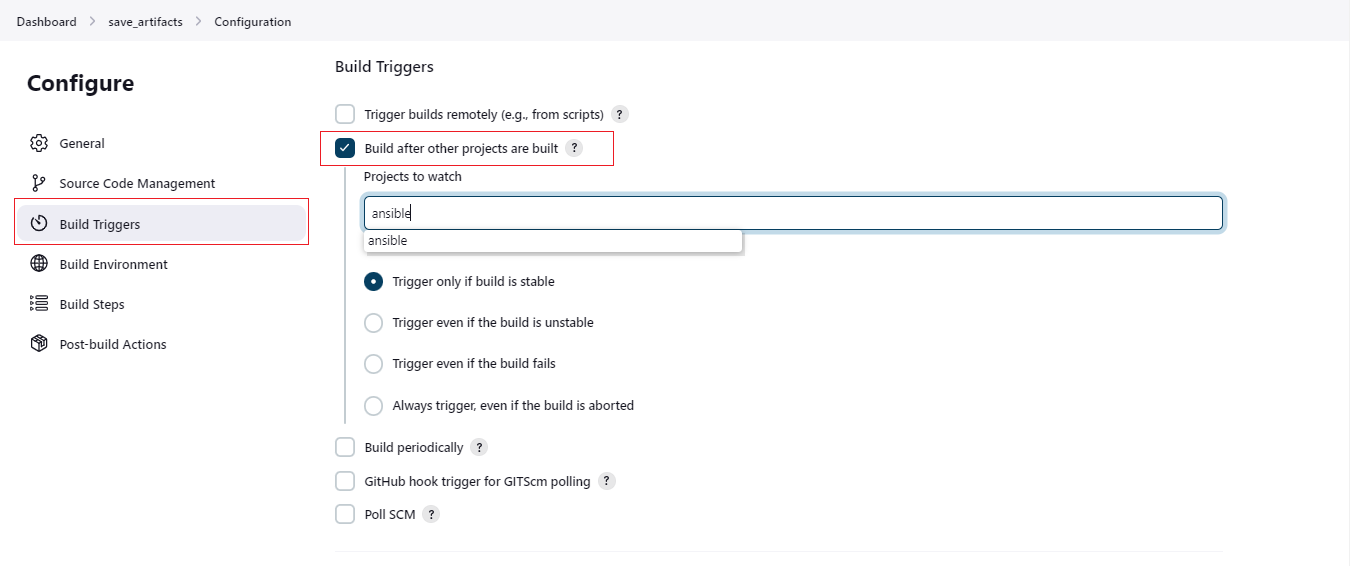 Dashboard > save_artifacts > Configuration
Configure
General
Source Code Management
Build Triggers
Build Environment
Build Steps
Post-build Actions
Build Triggers
Trigger builds remotely (e.g., from scripts) ?
Build after other projects are built ?
Projects to watch
ansible
ansible
Trigger only if build is stable
Trigger even if the build is unstable
Trigger even if the build fails
Always trigger, even if the build is aborted
Build periodically ?
GitHub hook trigger for GITScm polling ?
Poll SCM ?